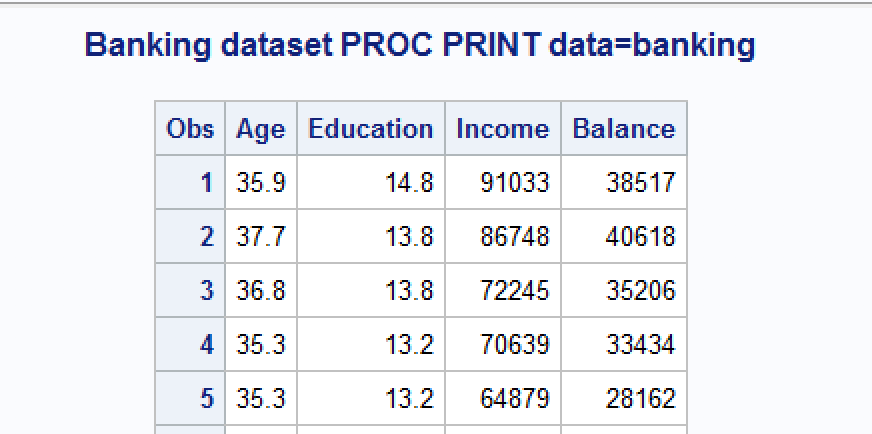 Banking dataset PROC PRINT data=banking
Obs Age Education Income Balance
1 35.9 14.8 91033 38517
2 37.7 13.8 86748 40618
3 36.8 13.8 72245 35206
4 35.3 13.2 70639 33434
5 35.3 13.2 64879 28162